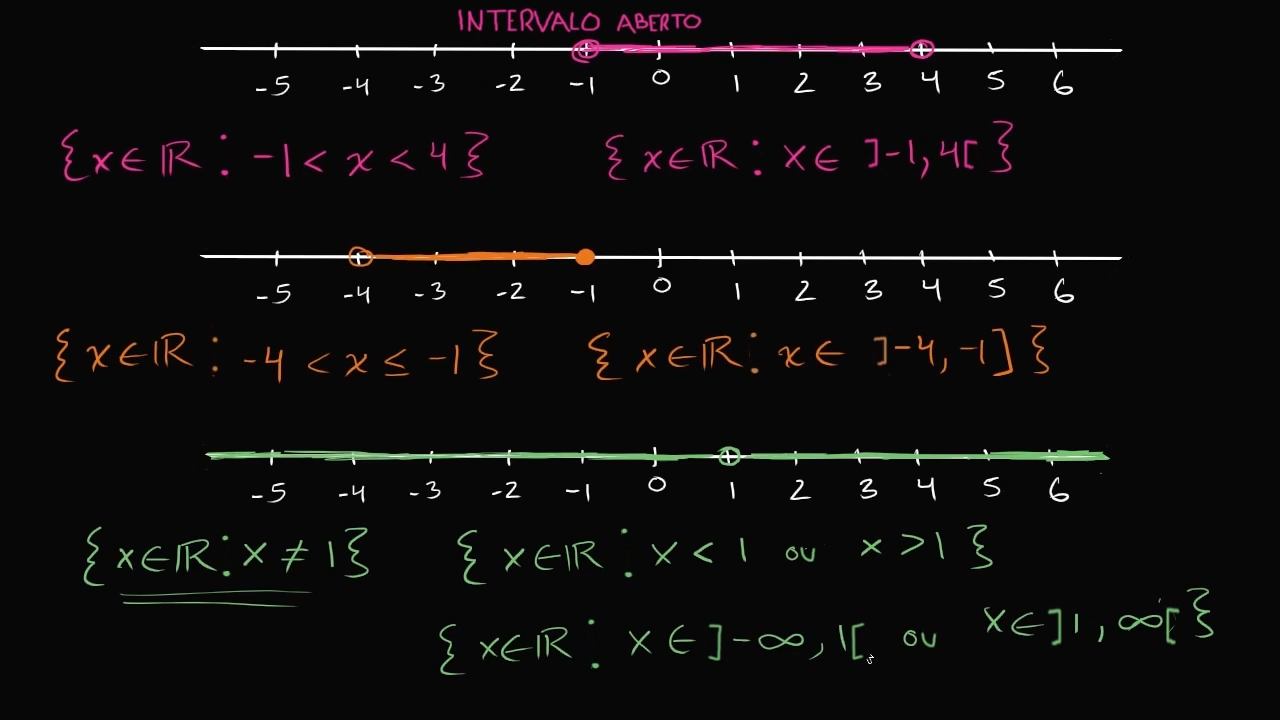 INTERVALO ABERTO
-5 -4 -3 -2 -1 0 1 2 3 4 5 6
{x∈ℝ : -1 < x < 4} {x∈ℝ : x∈ ]-1,4[ }
-5 -4 -3 -2 -1 0 1 2 3 4 5 6
{x∈ℝ : -4 < x ≤ -1} {x∈ℝ : x∈ ]-4,-1] }
-5 -4 -3 -2 -1 0 1 2 3 4 5 6
{x∈ℝ : x ≠ 1} {x∈ℝ : x < 1 ou x > 1 }
{x∈ℝ : x∈ ]-∞, 1[ ou x∈ ]1, ∞[ }